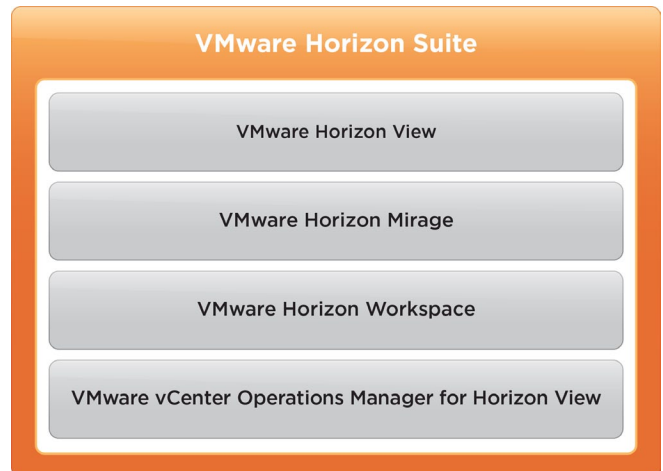 VMware Horizon Suite
VMware Horizon View
VMware Horizon Mirage
VMware Horizon Workspace
VMware vCenter Operations Manager for Horizon View